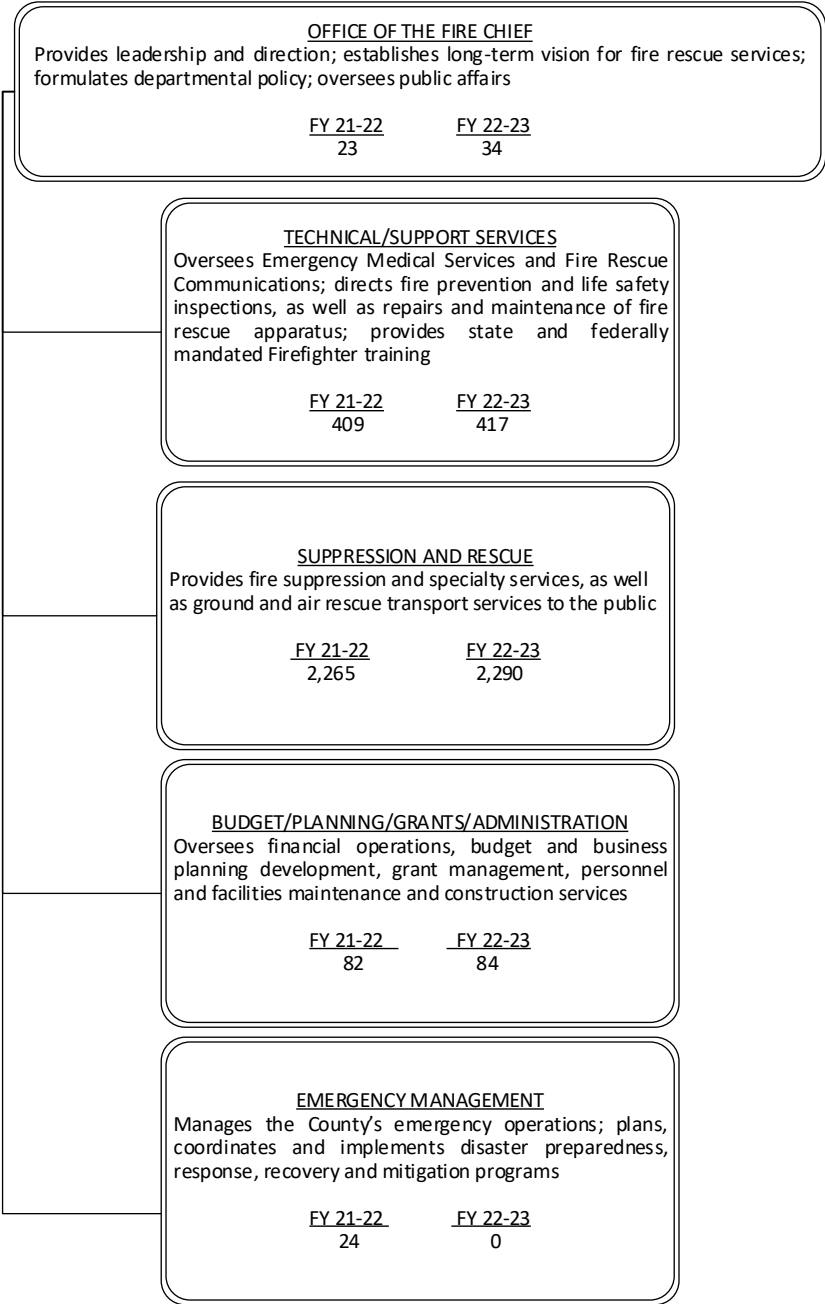 OFFICE OF THE FIRE CHIEF
Provides leadership and direction; establishes long-term vision for fire rescue services;
formulates departmental policy; oversees public affairs
FY 21-22 FY 22-23
23 34
TECHNICAL/SUPPORT SERVICES
Oversees Emergency Medical Services and Fire Rescue
Communications; directs fire prevention and life safety
inspections, as well as repairs and maintenance of fire
rescue apparatus; provides state and federally
mandated Firefighter training
FY 21-22 FY 22-23
409 417
SUPPRESSION AND RESCUE
Provides fire suppression and specialty services, as well
as ground and air rescue transport services to the public
FY 21-22 FY 22-23
2,265 2,290
BUDGET/PLANNING/GRANTS/ADMINISTRATION
Oversees financial operations, budget and business
planning development, grant management, personnel
and facilities maintenance and construction services
FY 21-22 FY 22-23
82 84
EMERGENCY MANAGEMENT
Manages the County’s emergency operations; plans,
coordinates and implements disaster preparedness,
response, recovery and mitigation programs
FY 21-22 FY 22-23
24 0